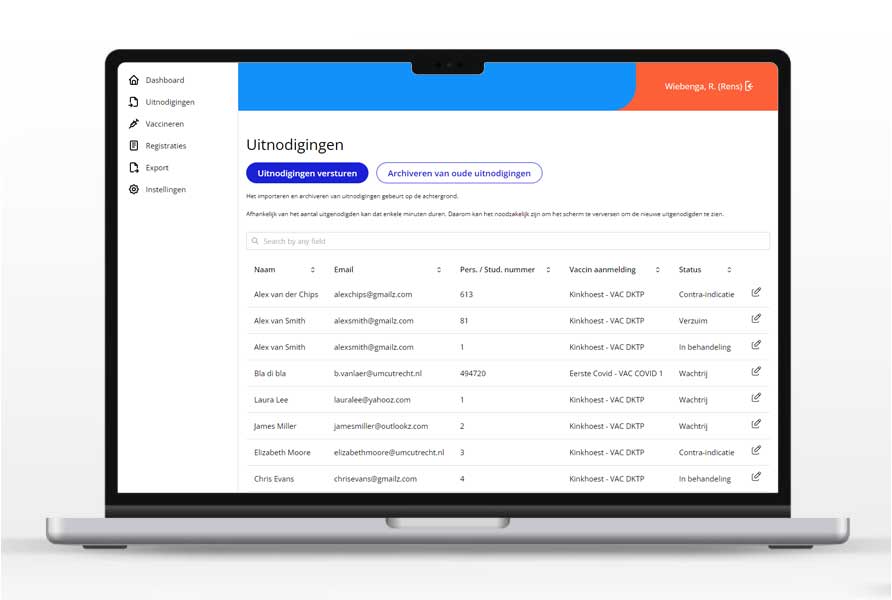 Dashboard
Uitnodigingen
Vaccineren
Registraties
Export
Instellingen
Wiebenga, R. (Rens)
Uitnodigingen
Uitnodigingen versturen
Archiveren van oude uitnodigingen
Het importeren en archiveren van uitnodigingen gebeurt op de achtergrond.
Afhankelijk van het aantal uitgenodigden kan dat enkele minuten duren. Daarom kan het noodzakelijk zijn om het scherm te verversen om de nieuwe uitgenodigden te zien.
Search by any field
Naam Email Pers. / Stud. nummer Vaccin aanmelding Status
Alex van der Chips alexchips@gmailz.com 613 Kinkhoest - VAC DKTP Contra-indicatie
Alex van Smith alexsmith@gmailz.com 81 Kinkhoest - VAC DKTP Verzuim
Alex van Smith alexsmith@gmailz.com 1 Kinkhoest - VAC DKTP In behandeling
Bla di bla b.vanlaer@umcutrecht.nl 494720 Eerste Covid - VAC COVID 1 Wachtrij
Laura Lee lauralee@yahooz.com 1 Kinkhoest - VAC DKTP Wachtrij
James Miller jamesmiller@outlookz.com 2 Kinkhoest - VAC DKTP Wachtrij
Elizabeth Moore elizabethmoore@umcutrecht.nl 3 Kinkhoest - VAC DKTP Contra-indicatie
Chris Evans chrisevans@gmailz.com 4 Kinkhoest - VAC DKTP In behandeling